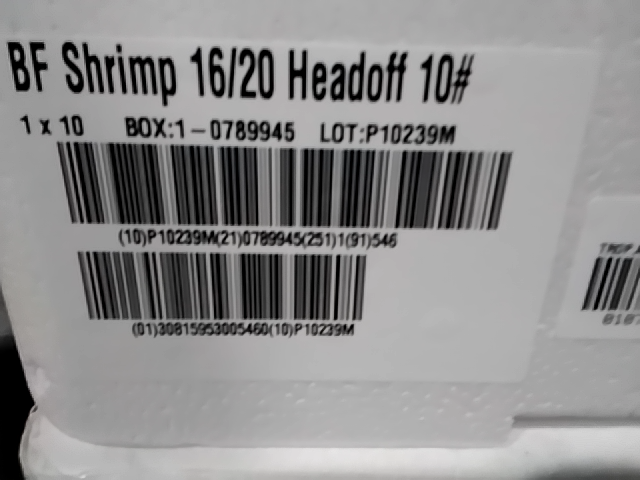 BF Shrimp 16/20 Headoff 10#
1 x 10 BOX:1-0789945 LOT:P10239M
(10)P10239M(21)0789945(251)1(91)546
(01)30815953005460(10)P10239M